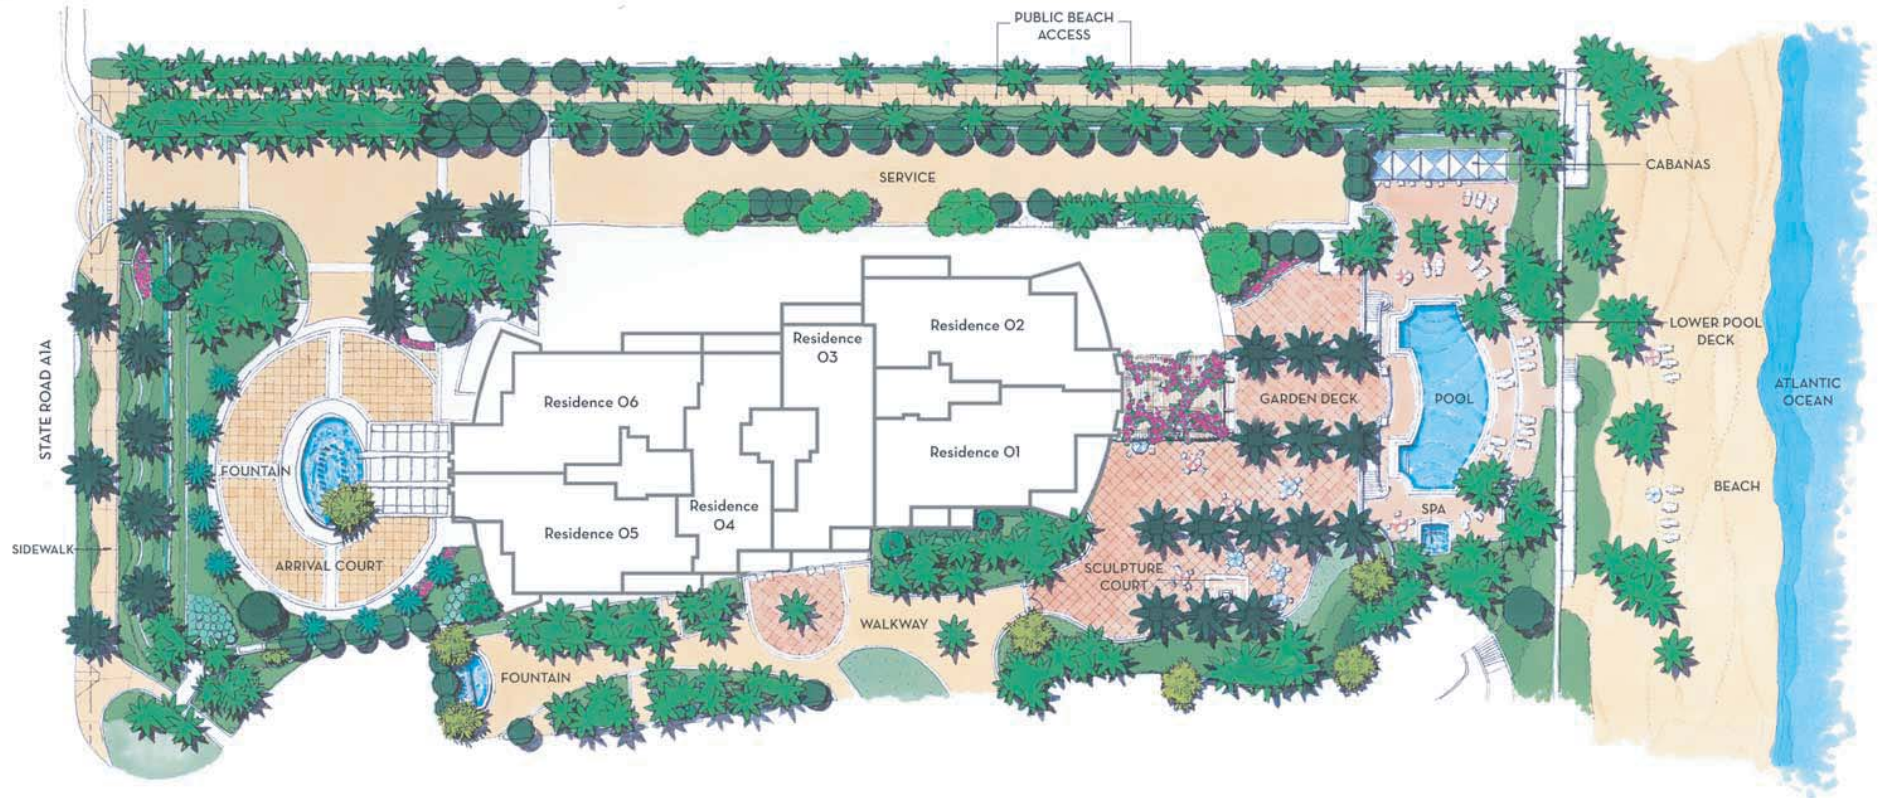 PUBLIC BEACH
ACCESS
CABANAS
SERVICE
LOWER POOL
DECK
Residence 02
Residence
03
STATE ROAD A1A
ATLANTIC
OCEAN
Residence 06
GARDEN DECK
POOL
Residence 01
FOUNTAIN
BEACH
Residence
04
SPA
Residence 05
SIDEWALK
ARRIVAL COURT
SCULPTURE
COURT
WALKWAY
FOUNTAIN